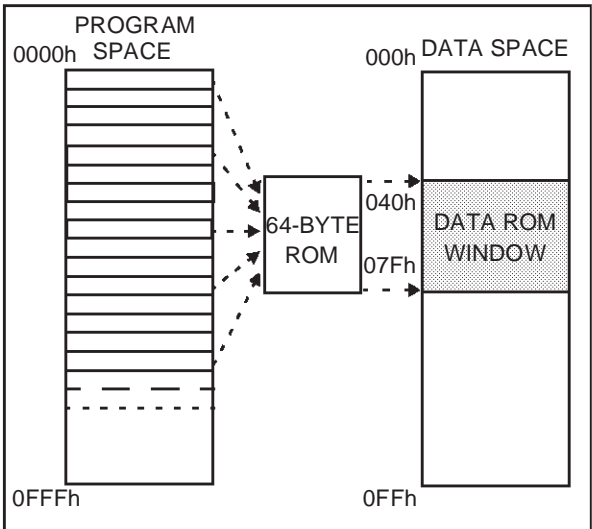 PROGRAM
SPACE
0000h
0FFFh
64-BYTE
ROM
DATA SPACE
000h
040h
07Fh
DATA ROM
WINDOW
0FFh